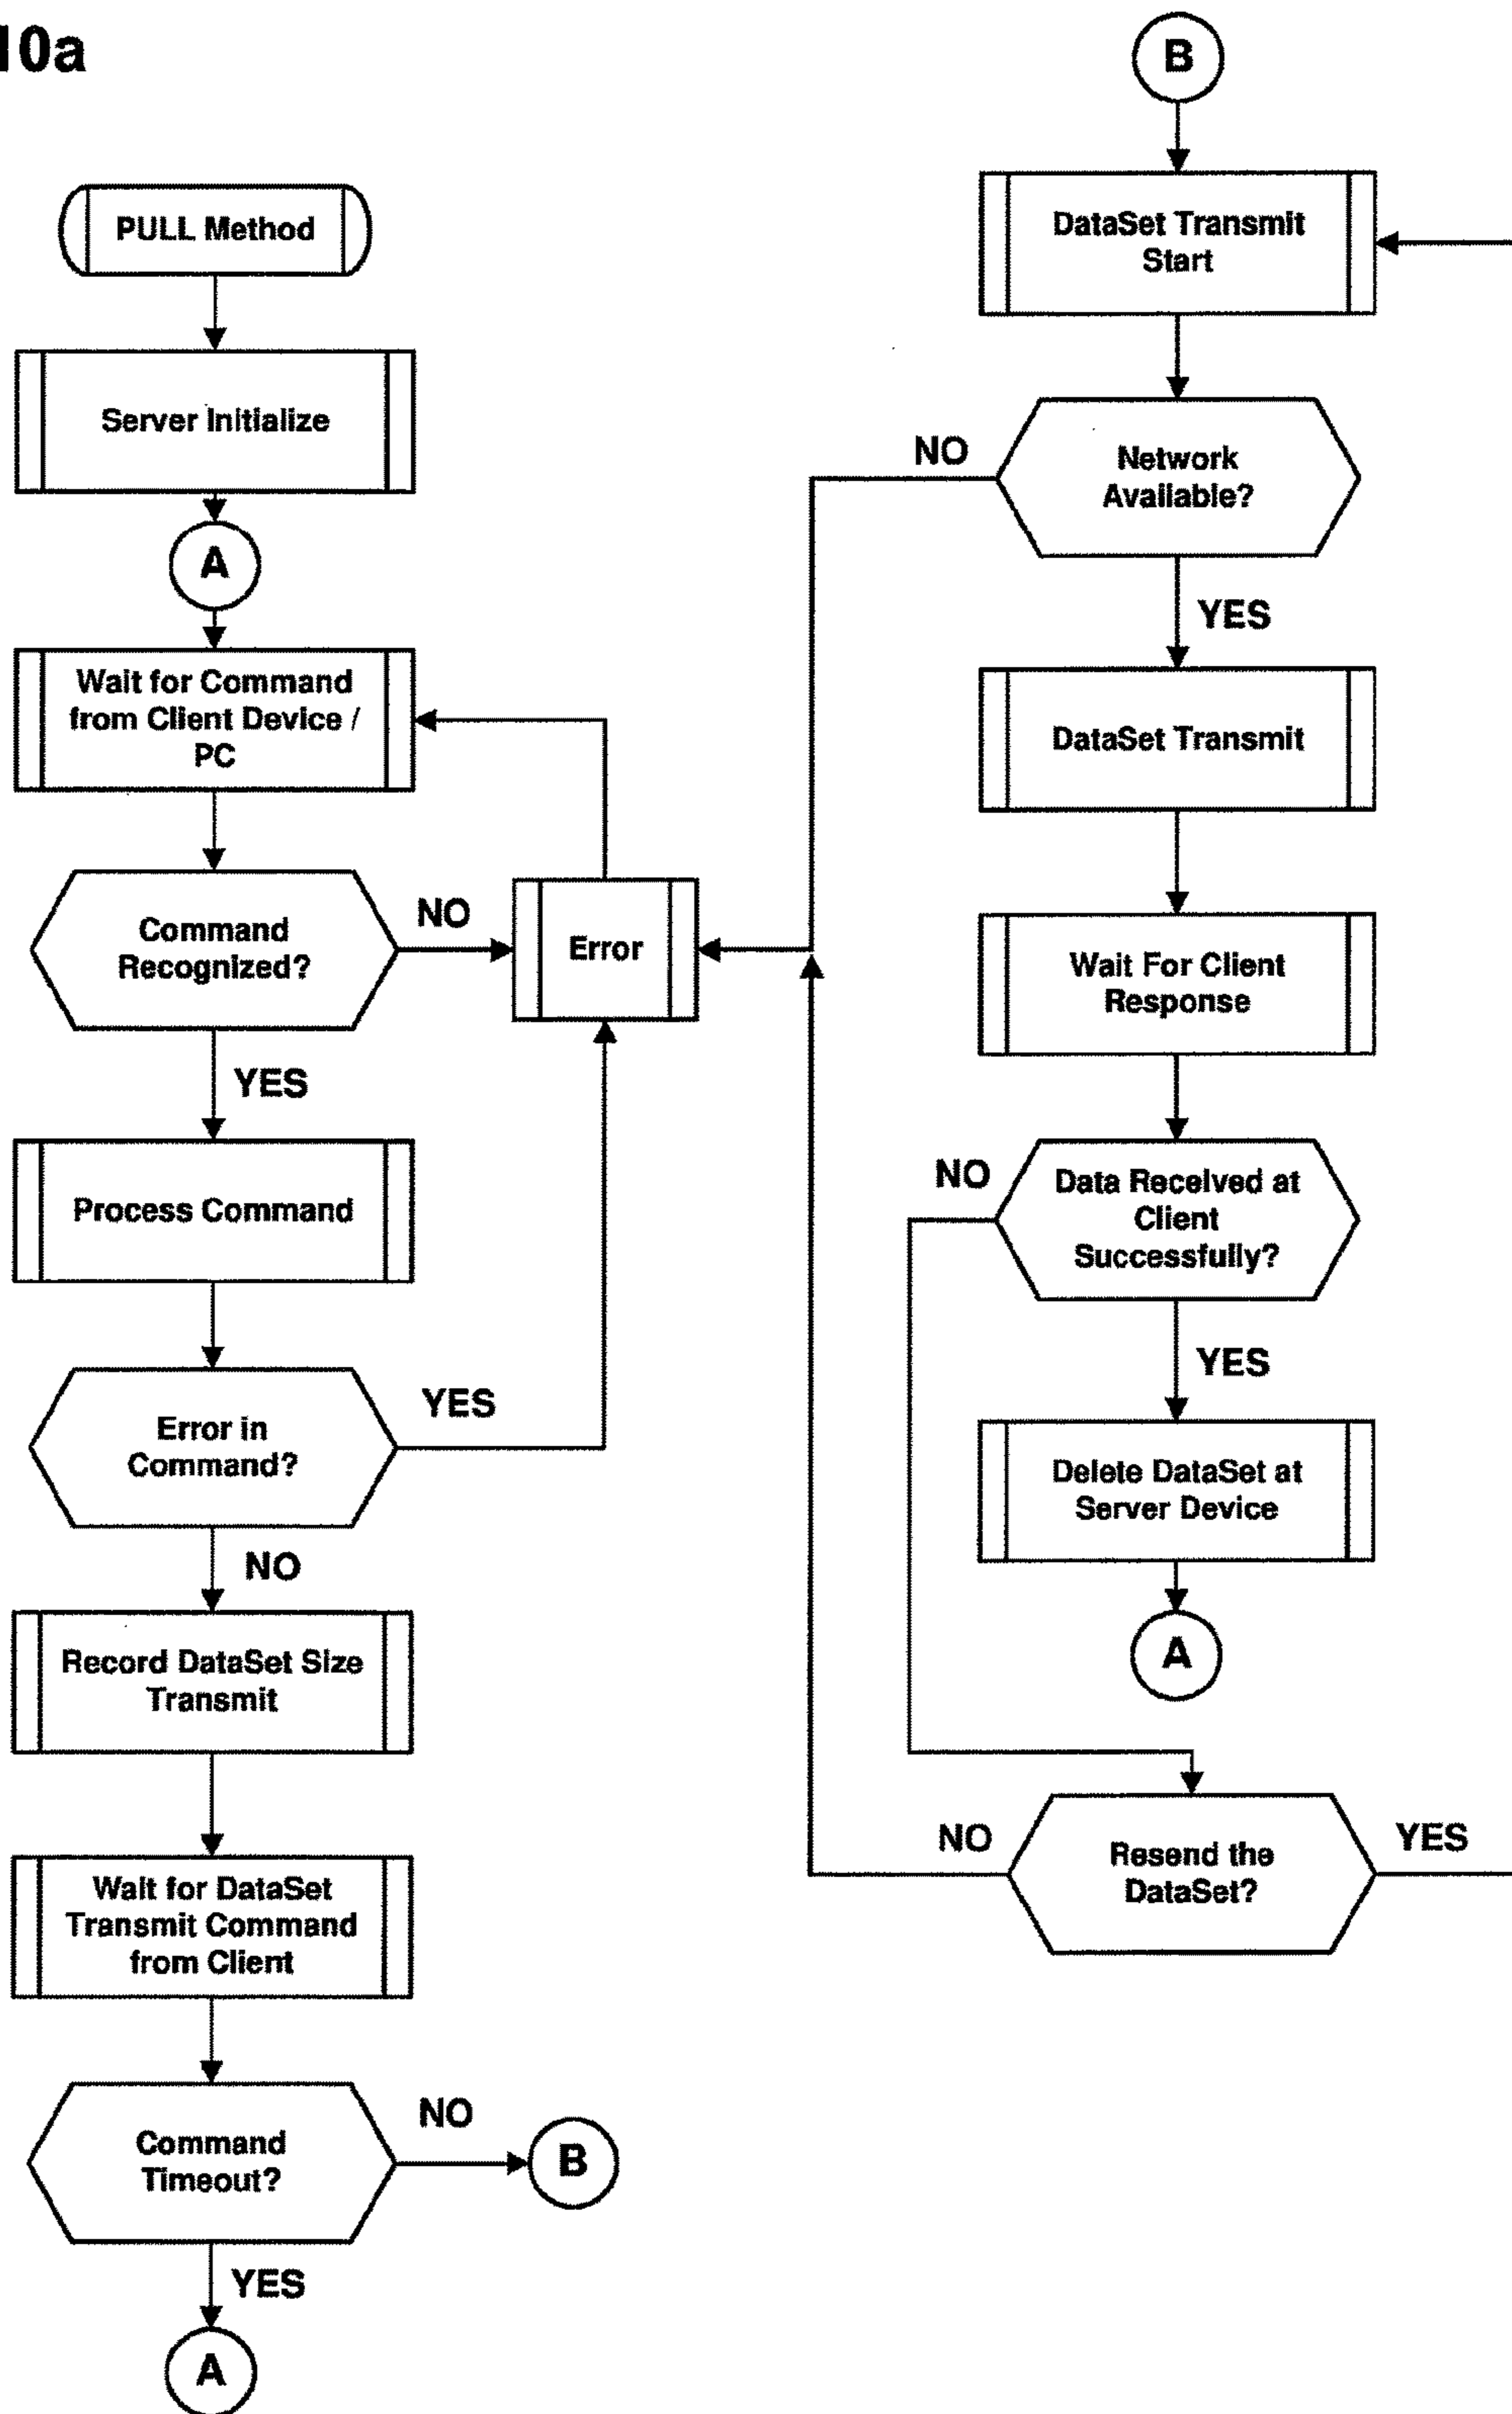 10a
PULL Method
Server Initialize
A
Wait for Command
from Client Device /
PC
Command
Recognized?
NO
Error
YES
Process Command
Error in
Command?
YES
NO
Record DataSet Size
Transmit
Wait for DataSet
Transmit Command
from Client
Command
Timeout?
NO
B
YES
A
B
DataSet Transmit
Start
Network
Available?
NO
YES
DataSet Transmit
Wait For Client
Response
Data Received at
Client
Successfully?
NO
YES
Delete DataSet at
Server Device
A
Resend the
DataSet?
NO
YES